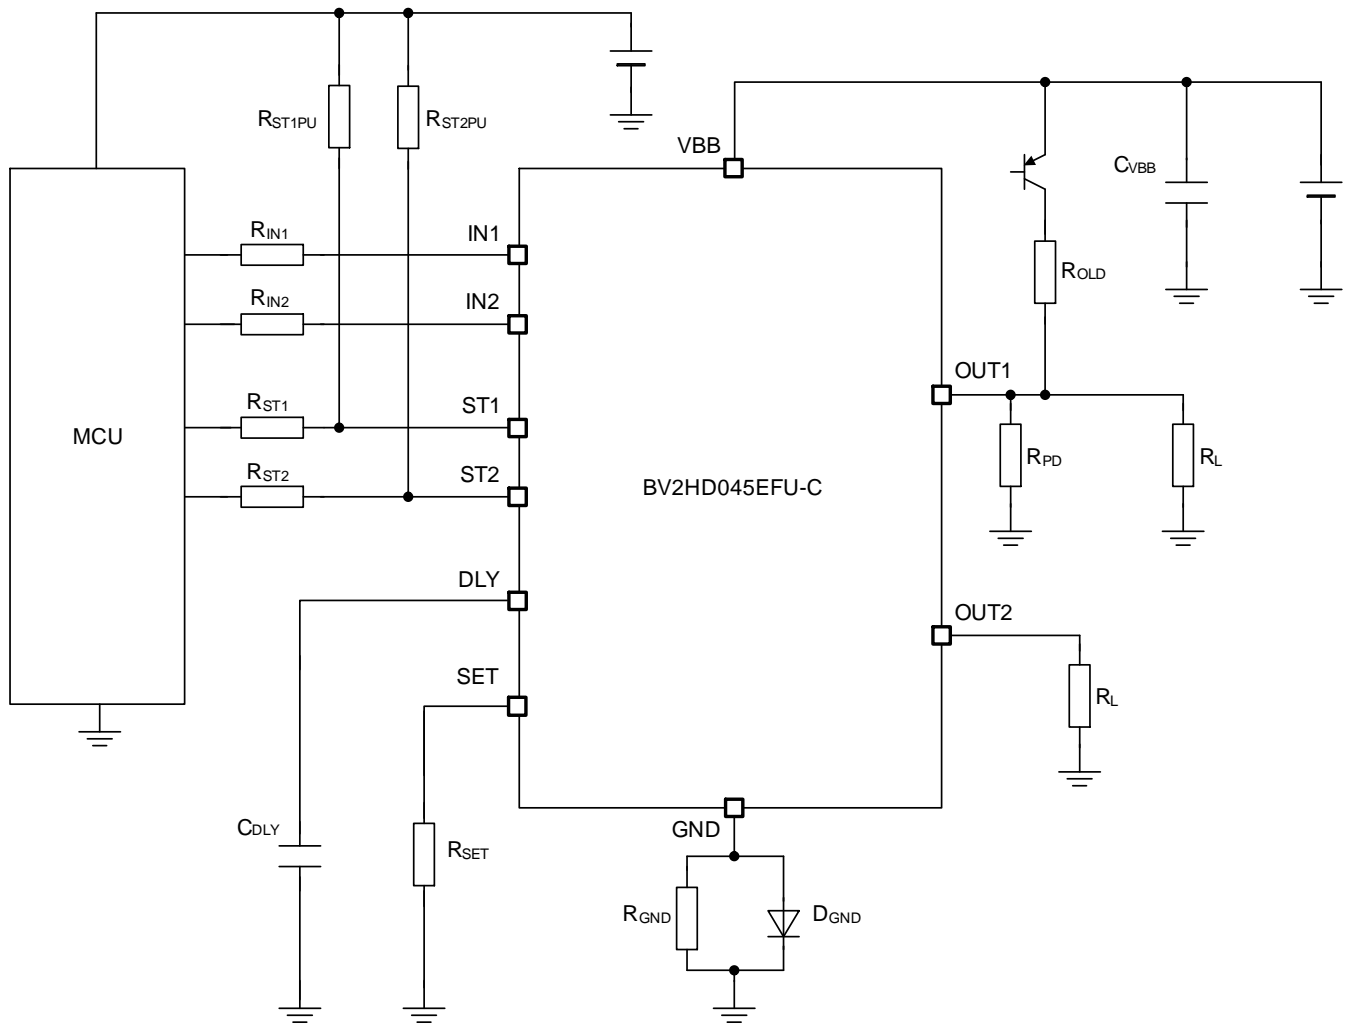 RST1PU
RST2PU
VBB
CVBB
RIN1
IN1
RIN2
IN2
ROLD
OUT1
RST1
ST1
MCU
RPD
RL
RST2
ST2
BV2HD045EFU-C
DLY
OUT2
SET
RL
CDLY
GND
RSET
RGND
DGND